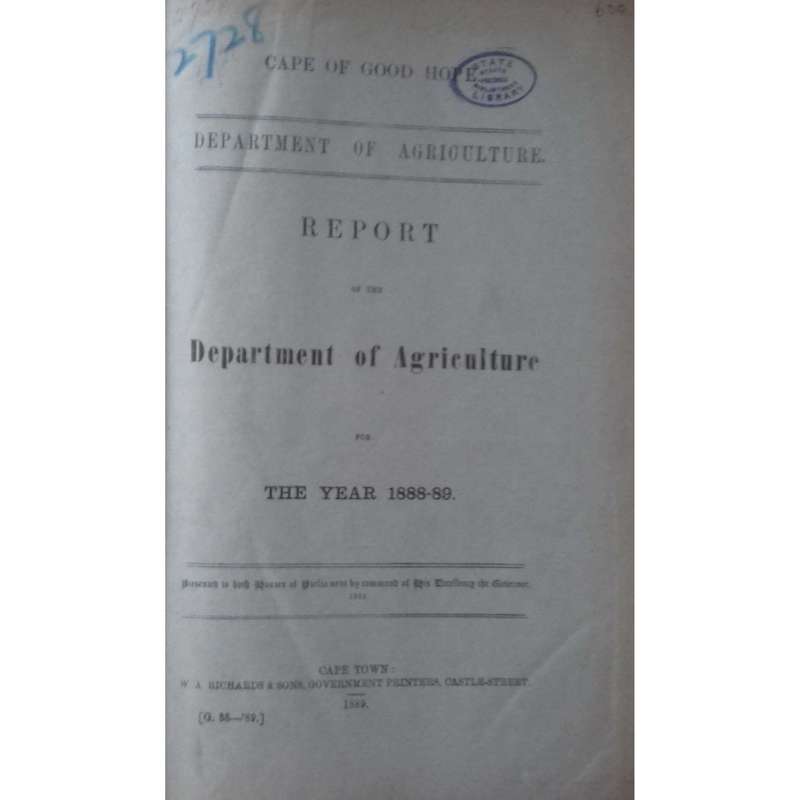 2728
630
CAPE OF GOOD HOPE
STATE
LIBRARY
DEPARTMENT OF AGRICULTURE.
REPORT
OF THE
Department of Agriculture
FOR
THE YEAR 1888-89.
Presented to both Houses of Parliament by command of His Excellency the Governor.
1889
CAPE TOWN:
W. A. RICHARDS & SONS, GOVERNMENT PRINTERS, CASTLE-STREET.
1889.
[G. 55—'89.]